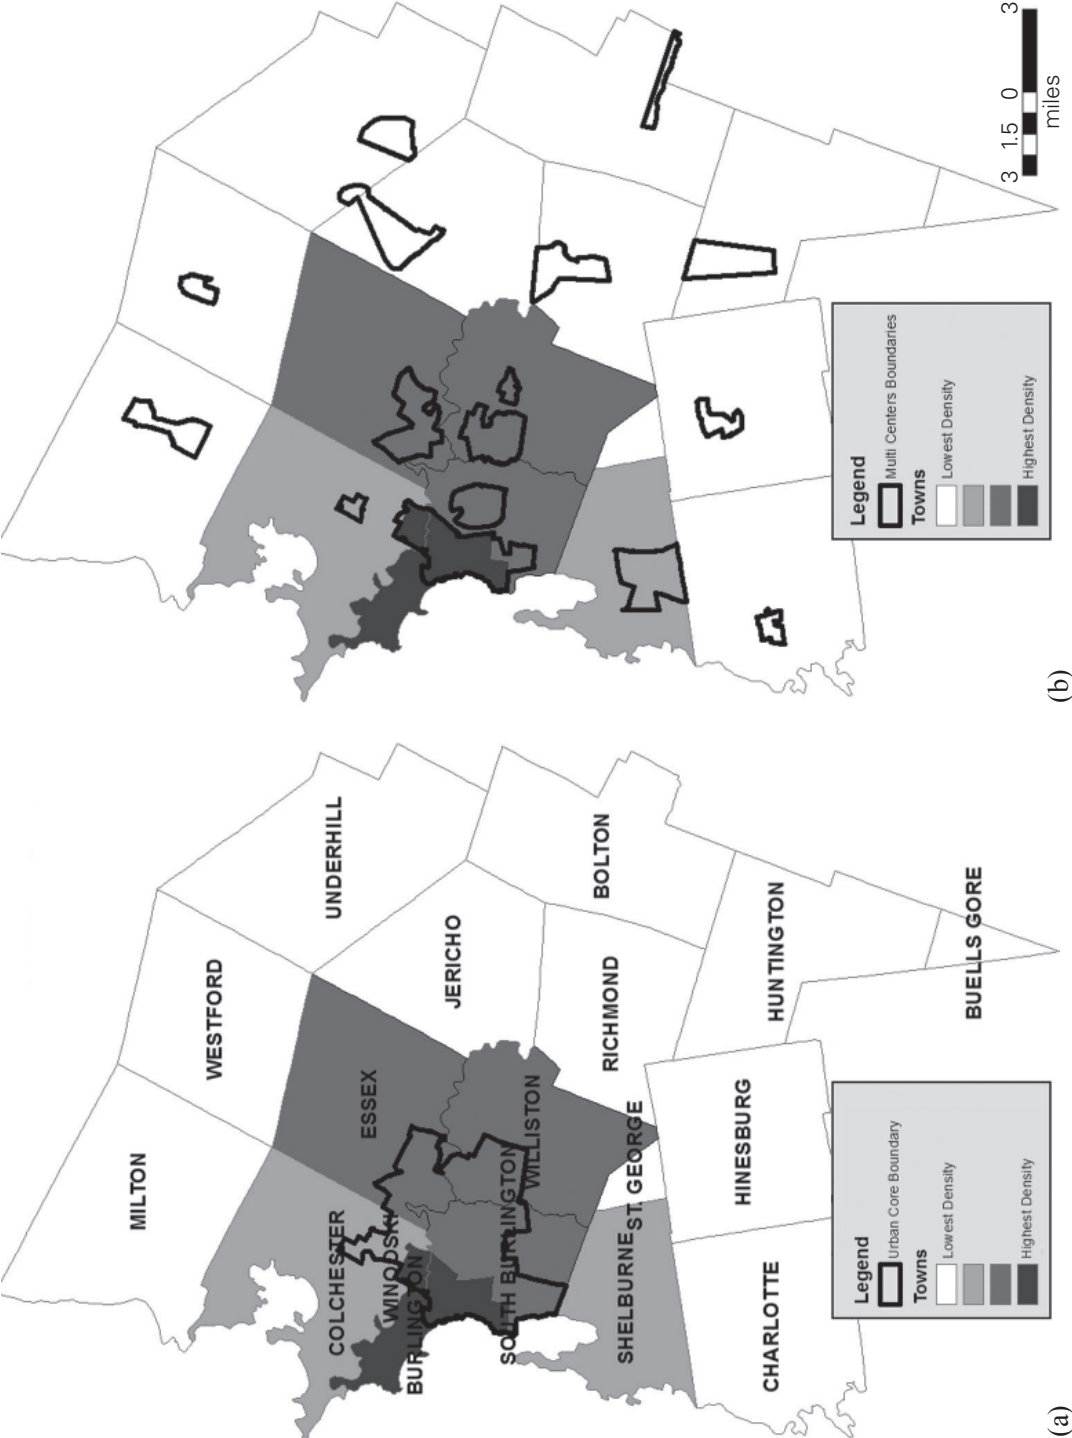 MILTON
WESTFORD
UNDERHILL
COLCHESTER
ESSEX
WINOOSKI
JERICHO
BURLINGTON
SOUTH BURLINGTON
WILLISTON
BOLTON
RICHMOND
SHELBURNE
ST. GEORGE
HINESBURG
HUNTINGTON
CHARLOTTE
BUELLS GORE
Legend
Urban Core Boundary
Towns
Lowest Density
Highest Density
(a)
Legend
Multi Centers Boundaries
Towns
Lowest Density
Highest Density
3 1.5 0 3
miles
(b)